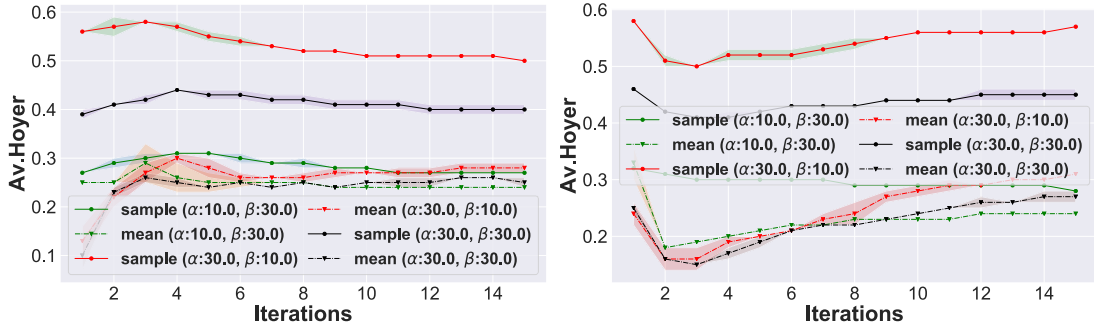 0.6
0.5
0.4
0.3
0.2
0.1
Av.Hoyer
sample (α:10.0, β:30.0)
mean (α:10.0, β:30.0)
sample (α:30.0, β:10.0)
mean (α:30.0, β:10.0)
sample (α:30.0, β:30.0)
mean (α:30.0, β:30.0)
2 4 6 8 10 12 14
Iterations
0.6
0.5
0.4
0.3
0.2
Av.Hoyer
sample (α:10.0, β:30.0)
mean (α:10.0, β:30.0)
sample (α:30.0, β:10.0)
mean (α:30.0, β:10.0)
sample (α:30.0, β:30.0)
mean (α:30.0, β:30.0)
2 4 6 8 10 12 14
Iterations